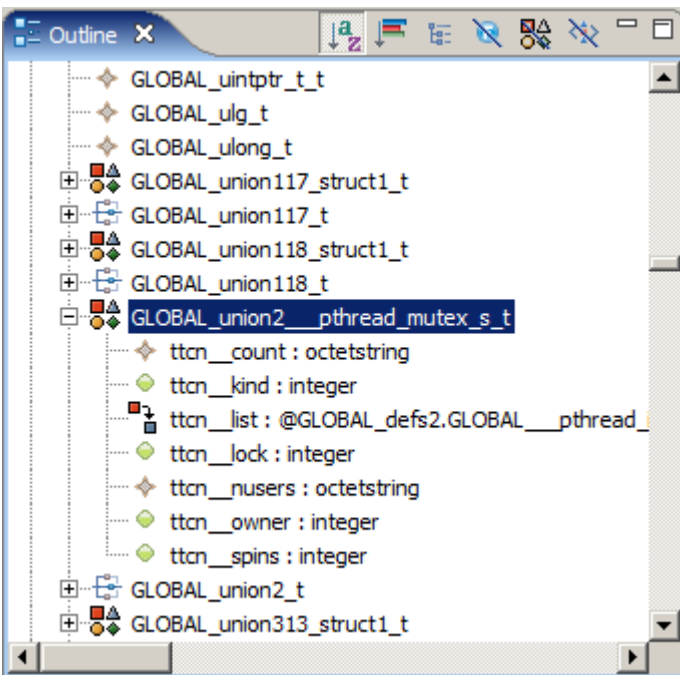 Outline
GLOBAL_uintptr_t_t
GLOBAL_ulg_t
GLOBAL_ulong_t
GLOBAL_union117_struct1_t
GLOBAL_union117_t
GLOBAL_union118_struct1_t
GLOBAL_union118_t
GLOBAL_union2___pthread_mutex_s_t
ttcn__count : octetstring
ttcn__kind : integer
ttcn__list : @GLOBAL_defs2.GLOBAL___pthread_i
ttcn__lock : integer
ttcn__nusers : octetstring
ttcn__owner : integer
ttcn__spins : integer
GLOBAL_union2_t
GLOBAL_union313_struct1_t